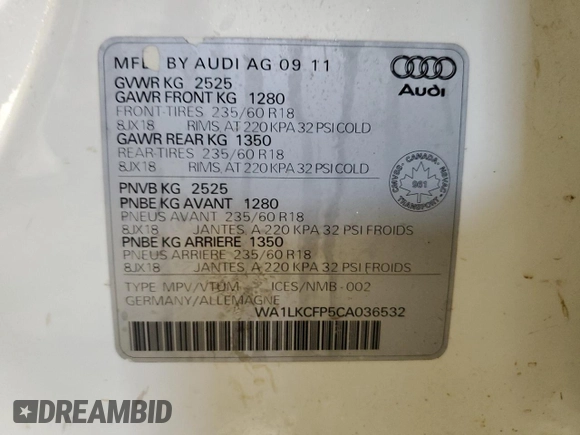 MFD BY AUDI AG 09 11
GVWR KG 2525
GAWR FRONT KG 1280
FRONT-TIRES 235/60 R18
8JX18 RIMS, AT 220 KPA 32 PSI COLD
GAWR REAR KG 1350
REAR-TIRES 235/60 R18
8JX18 RIMS, AT 220 KPA 32 PSI COLD
PNVB KG 2525
PNBE KG AVANT 1280
PNEUS AVANT 235/60 R18
8JX18 JANTES, A 220 KPA 32 PSI FROIDS
PNBE KG ARRIERE 1350
PNEUS ARRIERE 235/60 R18
8JX18 JANTES, A 220 KPA 32 PSI FROIDS
TYPE MPV/VTUM ICES/NMB-002
GERMANY/ALLEMAGNE
WA1LKCFP5CA036532
Audi
CMVSS - CANADA - NSVAC
961
TRANSPORT
DREAMBID